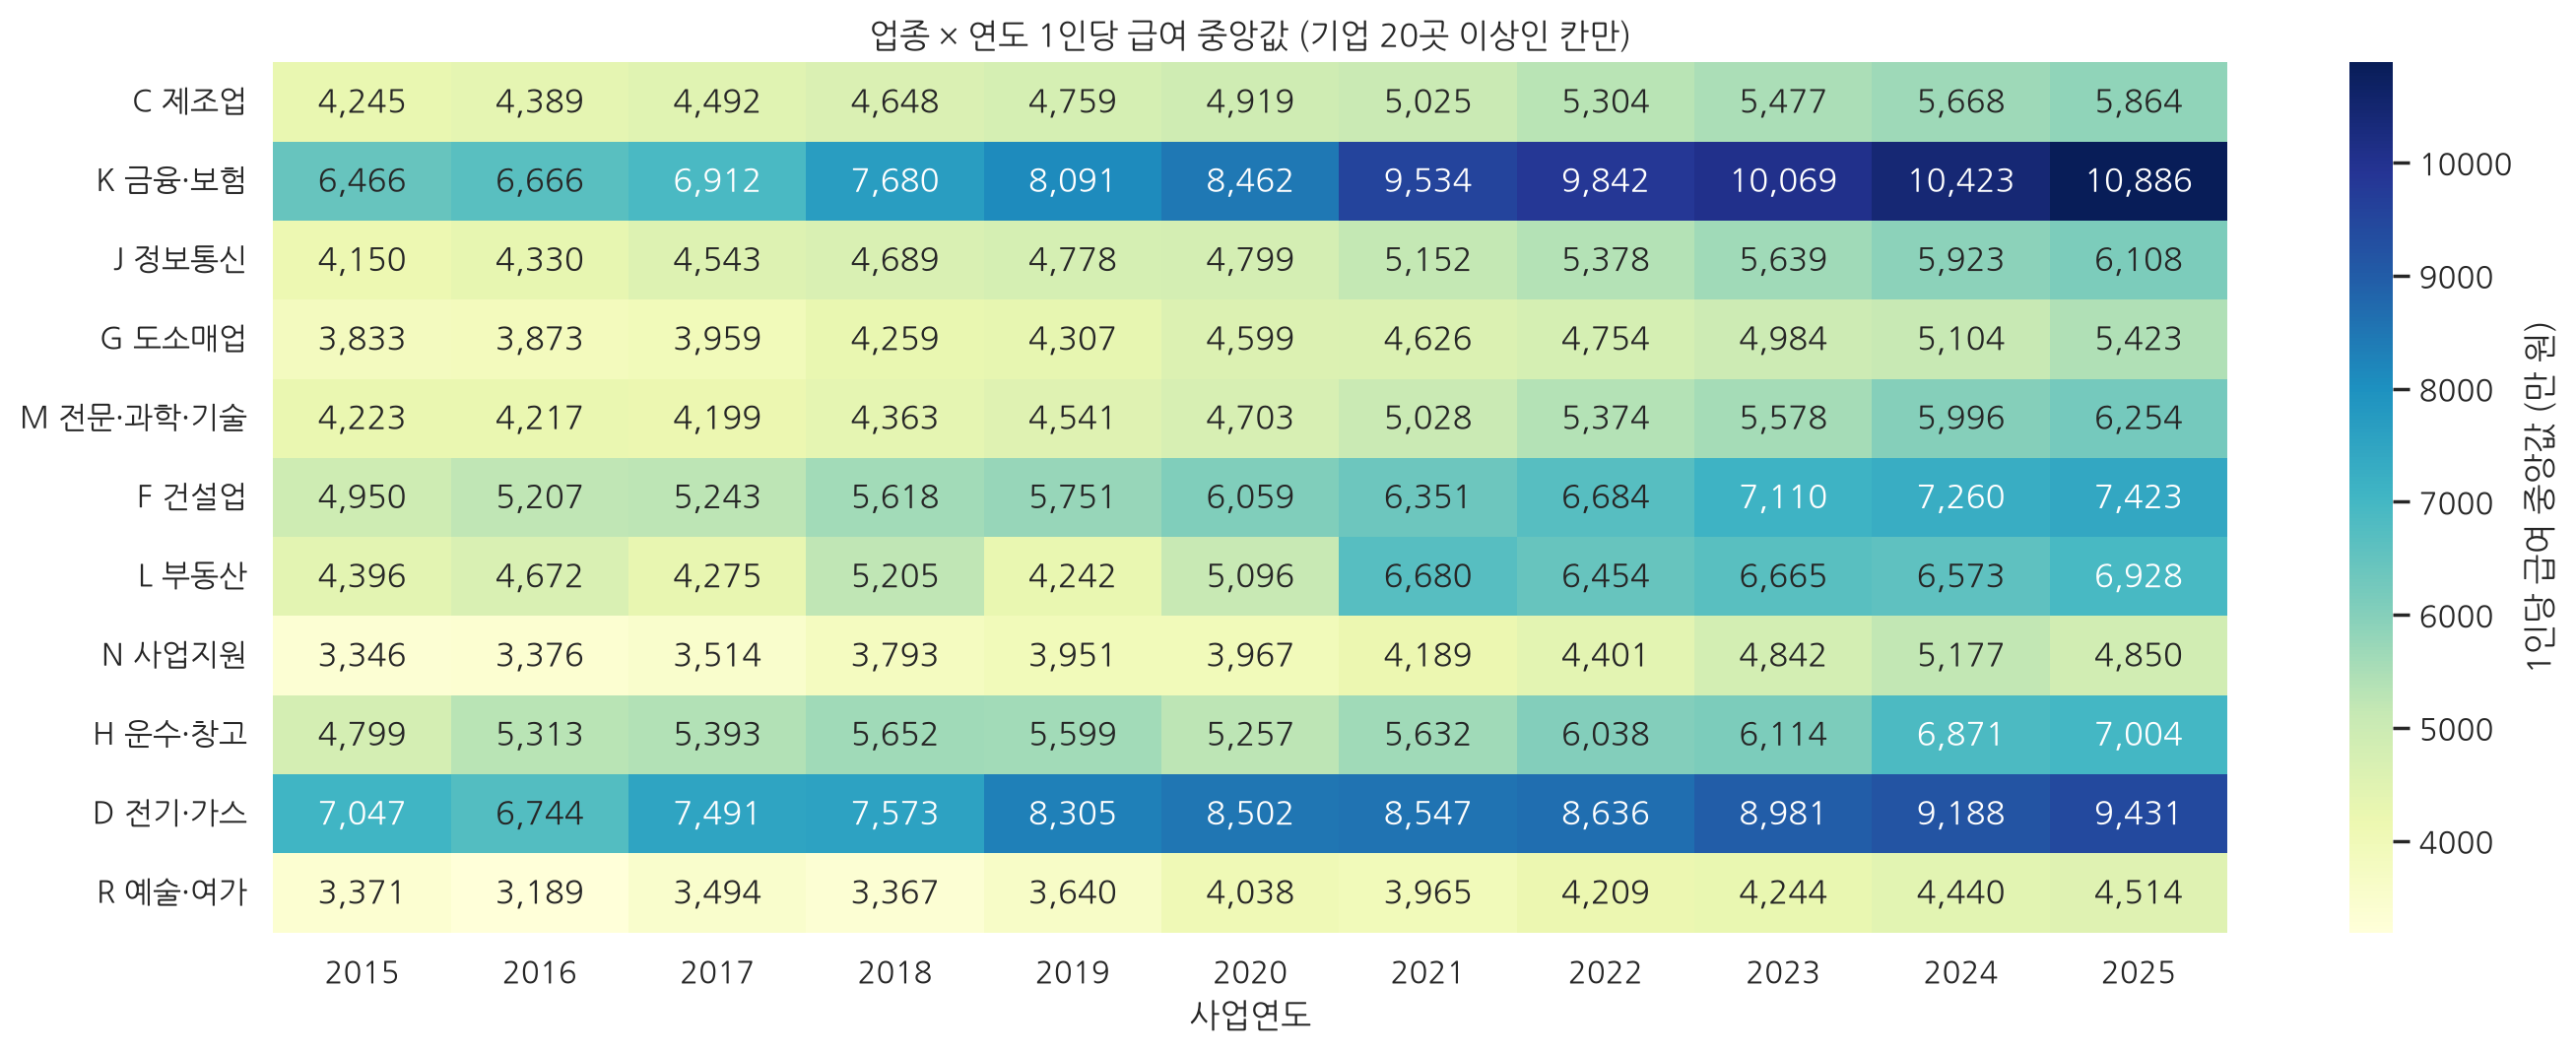 업종 × 연도 1인당 급여 중앙값 (기업 20곳 이상인 칸만)
C 제조업 4,245 4,389 4,492 4,648 4,759 4,919 5,025 5,304 5,477 5,668 5,864
K 금융·보험 6,466 6,666 6,912 7,680 8,091 8,462 9,534 9,842 10,069 10,423 10,886
J 정보통신 4,150 4,330 4,543 4,689 4,778 4,799 5,152 5,378 5,639 5,923 6,108
G 도소매업 3,833 3,873 3,959 4,259 4,307 4,599 4,626 4,754 4,984 5,104 5,423
M 전문·과학·기술 4,223 4,217 4,199 4,363 4,541 4,703 5,028 5,374 5,578 5,996 6,254
F 건설업 4,950 5,207 5,243 5,618 5,751 6,059 6,351 6,684 7,110 7,260 7,423
L 부동산 4,396 4,672 4,275 5,205 4,242 5,096 6,680 6,454 6,665 6,573 6,928
N 사업지원 3,346 3,376 3,514 3,793 3,951 3,967 4,189 4,401 4,842 5,177 4,850
H 운수·창고 4,799 5,313 5,393 5,652 5,599 5,257 5,632 6,038 6,114 6,871 7,004
D 전기·가스 7,047 6,744 7,491 7,573 8,305 8,502 8,547 8,636 8,981 9,188 9,431
R 예술·여가 3,371 3,189 3,494 3,367 3,640 4,038 3,965 4,209 4,244 4,440 4,514
2015 2016 2017 2018 2019 2020 2021 2022 2023 2024 2025
사업연도
10000
9000
8000
7000
6000
5000
4000
1인당 급여 중앙값 (만 원)